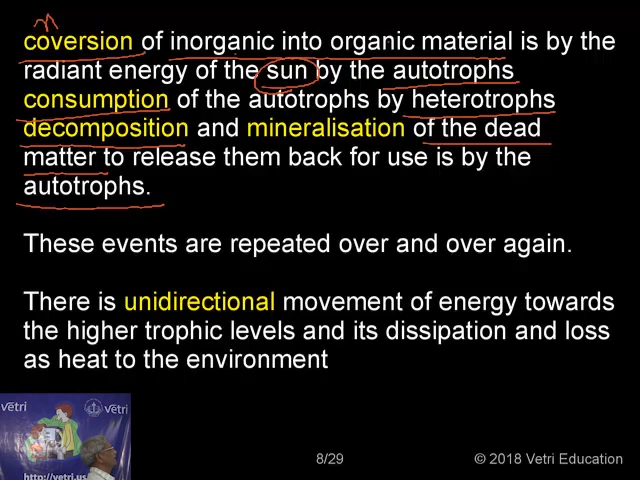 n
coversion of inorganic into organic material is by the
radiant energy of the sun by the autotrophs
consumption of the autotrophs by heterotrophs
decomposition and mineralisation of the dead
matter to release them back for use is by the
autotrophs.
These events are repeated over and over again.
There is unidirectional movement of energy towards
the higher trophic levels and its dissipation and loss
as heat to the environment
vetri
vetri
http://vetri.us
8/29
© 2018 Vetri Education